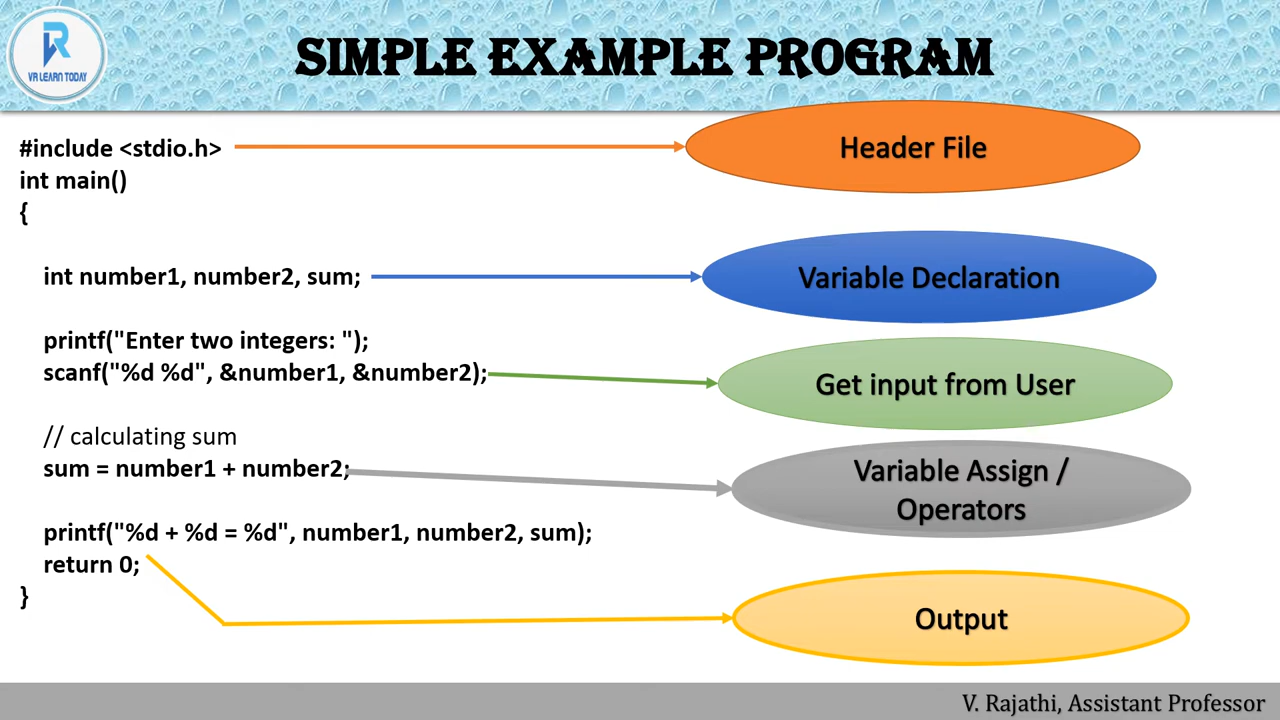 VR LEARN TODAY
SIMPLE EXAMPLE PROGRAM
#include <stdio.h>
Header File
int main()
{
int number1, number2, sum;
Variable Declaration
printf("Enter two integers: ");
scanf("%d %d", &number1, &number2);
Get input from User
// calculating sum
sum = number1 + number2;
Variable Assign /
Operators
printf("%d + %d = %d", number1, number2, sum);
return 0;
}
Output
V. Rajathi, Assistant Professor